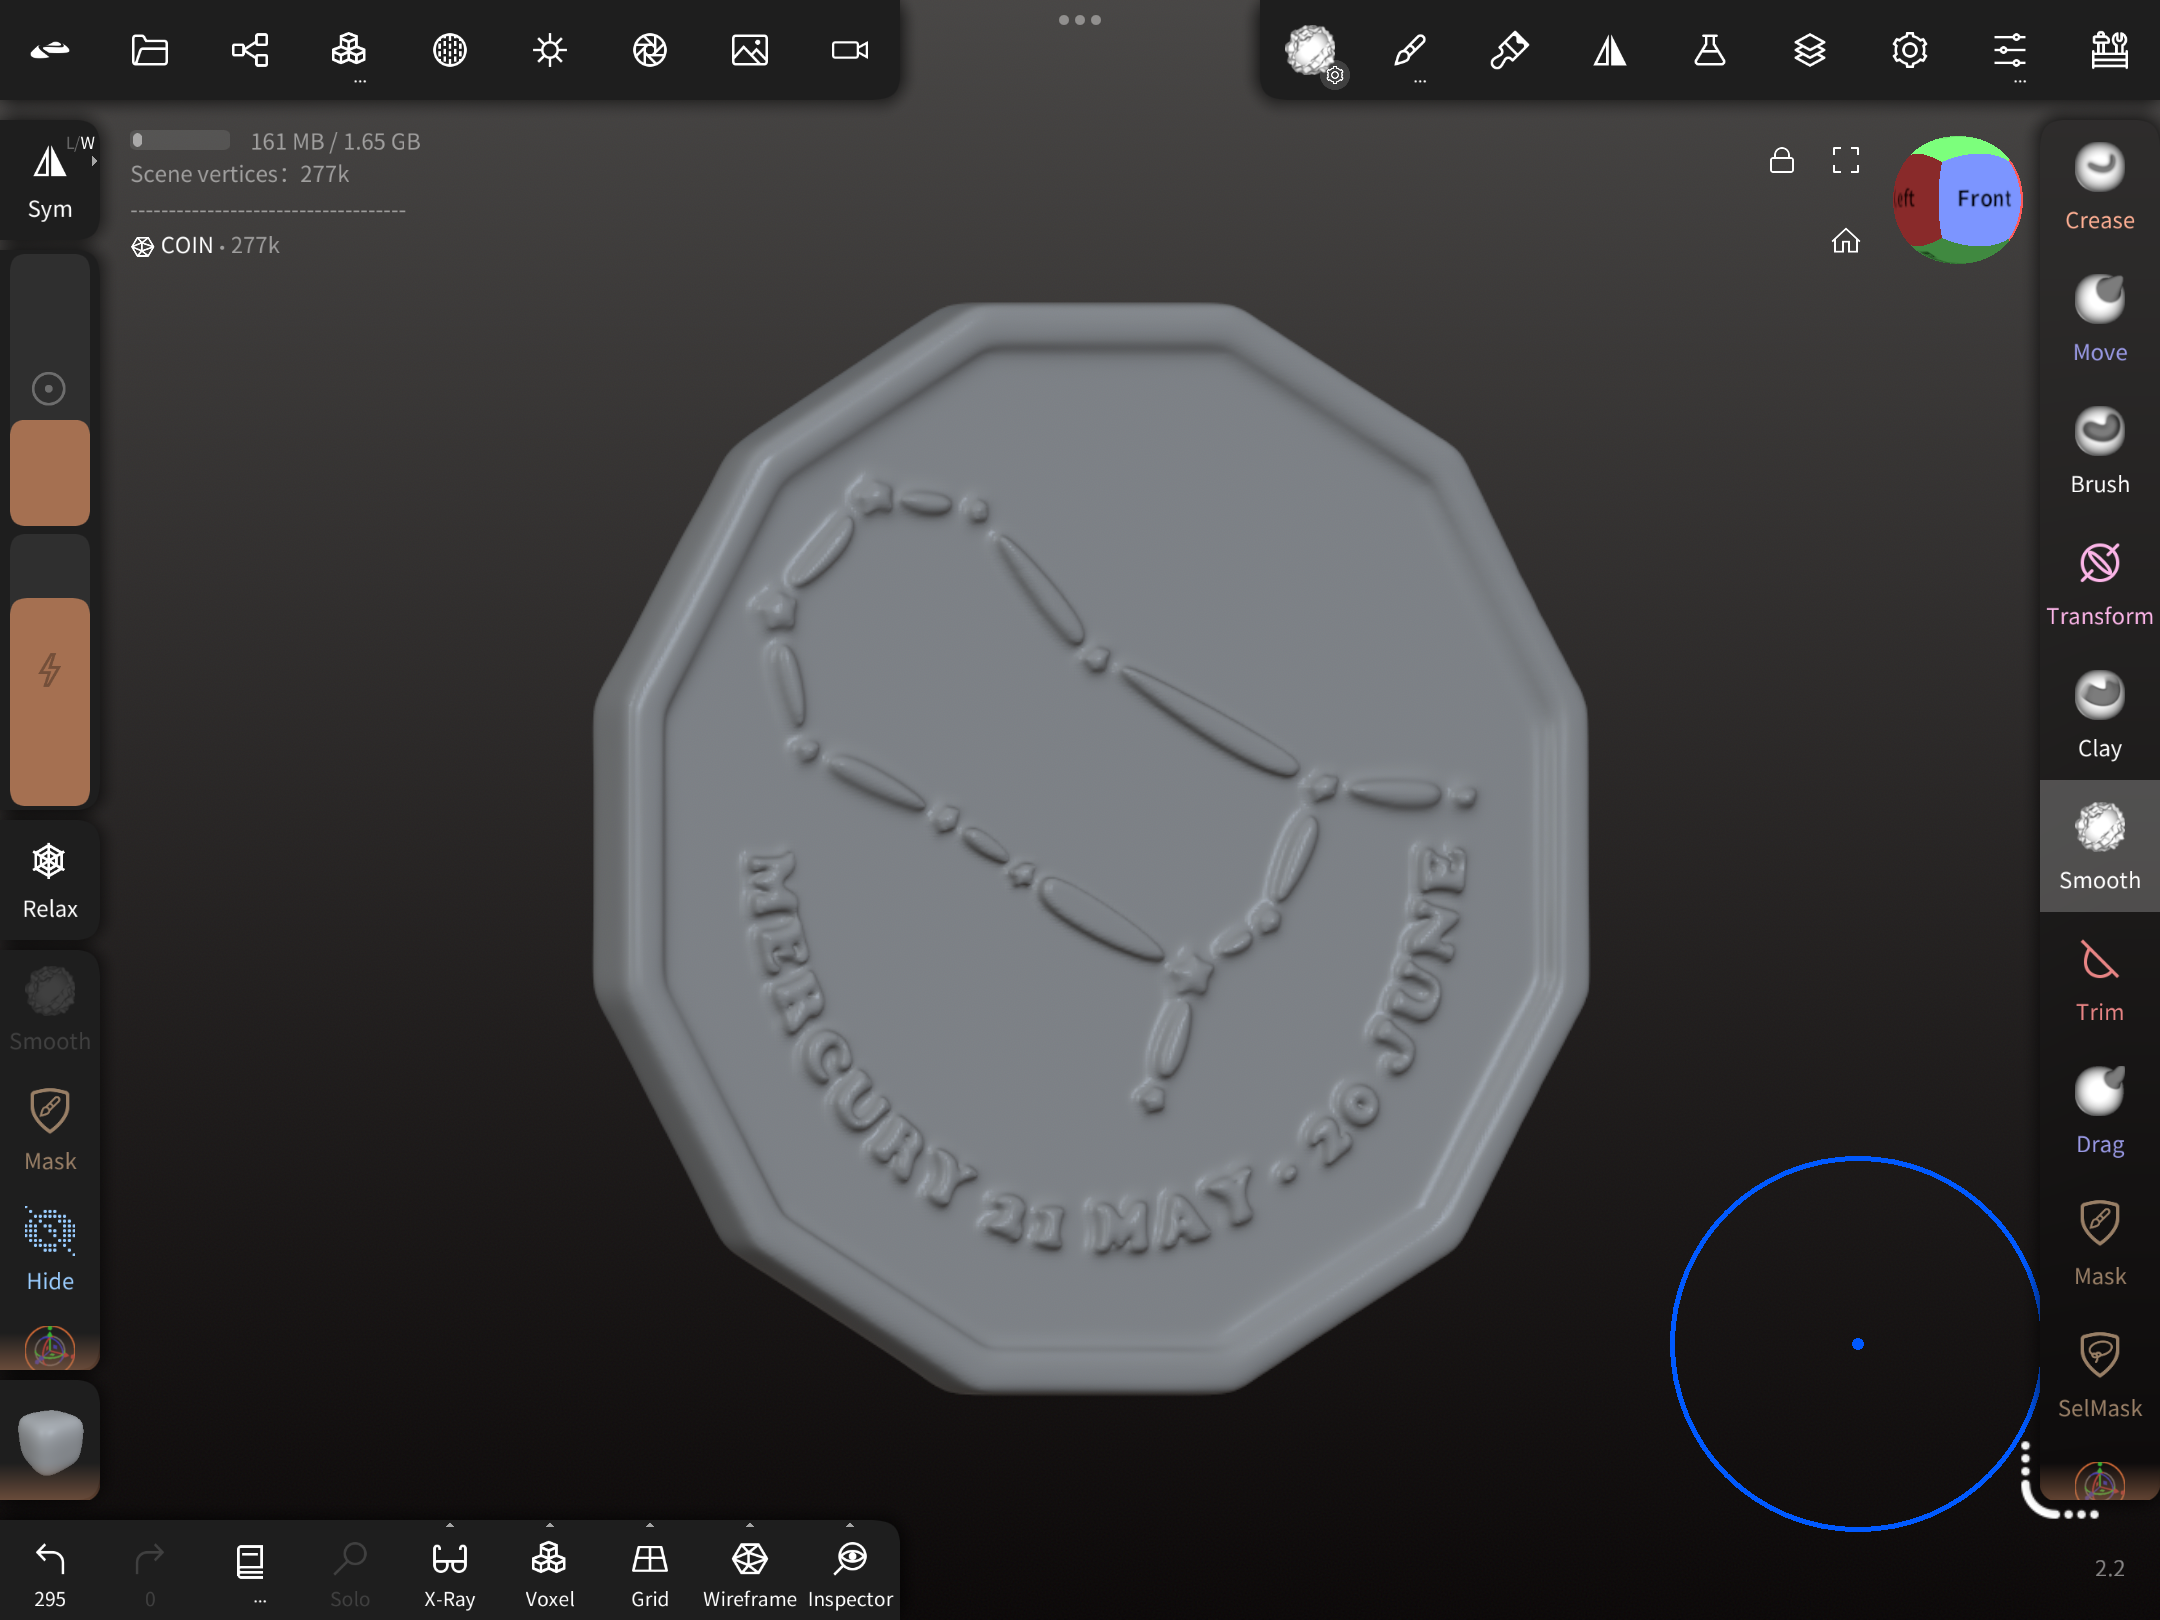 L/W
Sym
161 MB / 1.65 GB
Scene vertices: 277k
------------------------------------
COIN • 277k
eft
Front
Crease
Move
Brush
Transform
Clay
Smooth
Trim
Drag
Mask
SelMask
Relax
Smooth
Mask
Hide
MERCURY 21 MAY · 20 JUNE
295
0
...
Solo
X-Ray
Voxel
Grid
Wireframe
Inspector
2.2